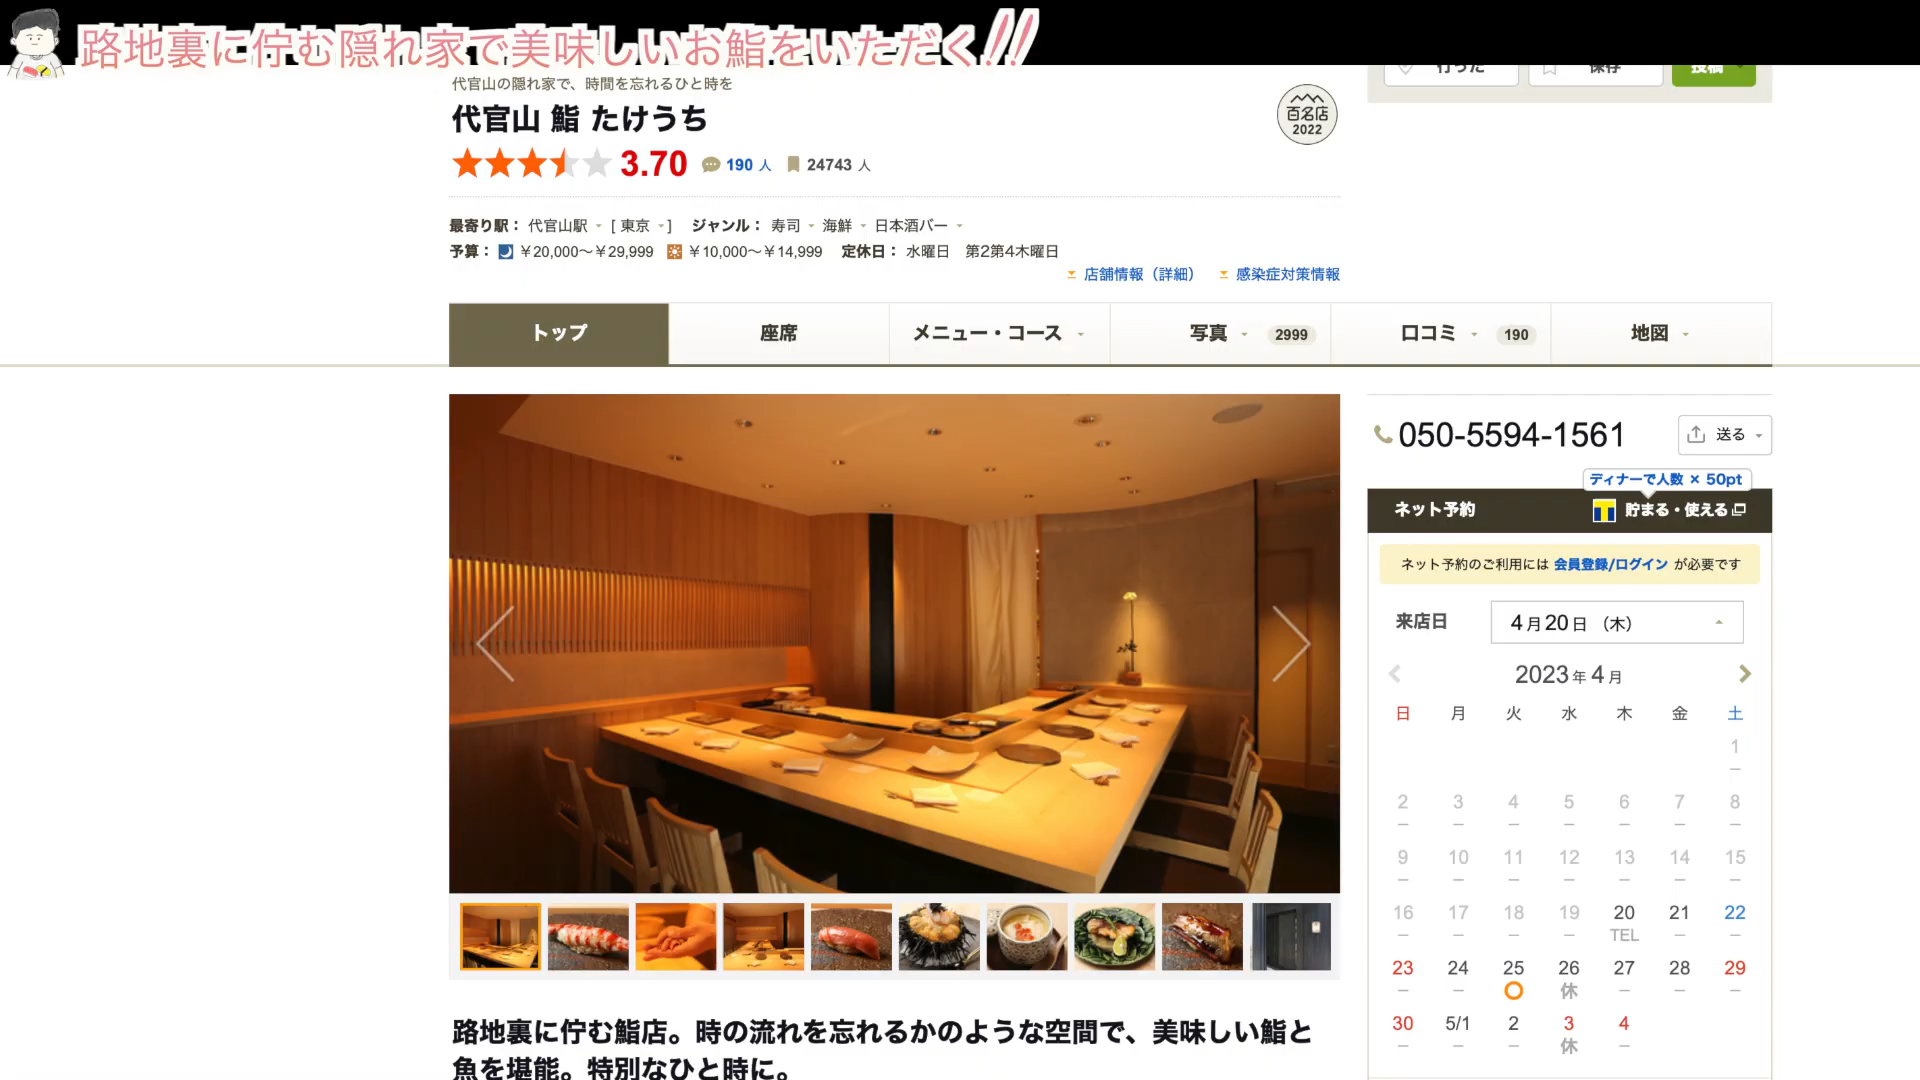 路地裏に佇む隠れ家で美味しいお鮨をいただく!!
行った 保存 投稿
代官山の隠れ家で、時間を忘れるひと時を
代官山 鮨 たけうち
百名店
2022
3.70 190 人 24743 人
最寄り駅： 代官山駅 [ 東京 ] ジャンル： 寿司 海鮮 日本酒バー
予算： ￥20,000～￥29,999 ￥10,000～￥14,999 定休日： 水曜日 第2第4木曜日
店舗情報（詳細） 感染症対策情報
トップ 座席 メニュー・コース 写真 2999 口コミ 190 地図
050-5594-1561 送る
ディナーで人数 × 50pt
ネット予約 T 貯まる・使える
ネット予約のご利用には 会員登録/ログイン が必要です
来店日 4月20日 （木）
2023年 4月
日 月 火 水 木 金 土
1
–
2 3 4 5 6 7 8
– – – – – – –
9 10 11 12 13 14 15
– – – – – – –
16 17 18 19 20 21 22
– – – – TEL – –
23 24 25 26 27 28 29
– – 休 – – –
30 5/1 2 3 4
– – – 休 –
路地裏に佇む鮨店。時の流れを忘れるかのような空間で、美味しい鮨と
魚を堪能。特別なひと時に。